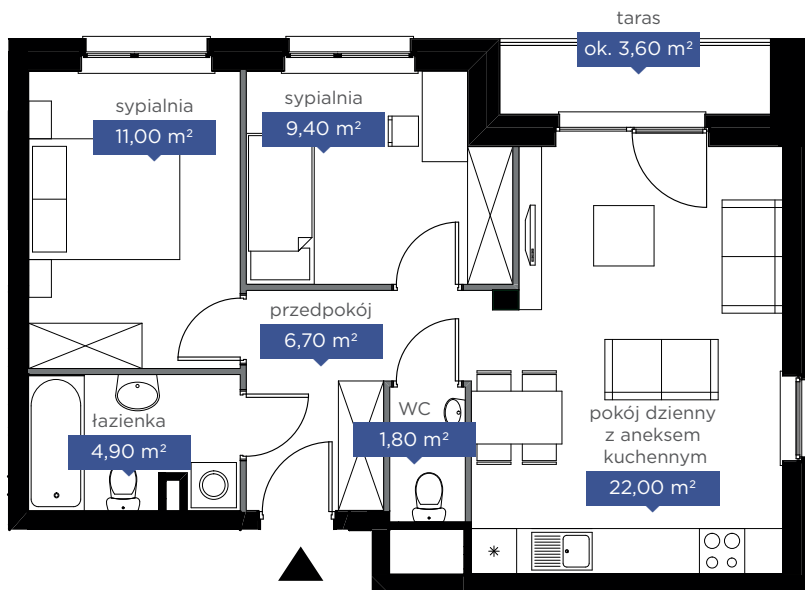 taras
ok. 3,60 m²
sypialnia
11,00 m²
sypialnia
9,40 m²
przedpokój
6,70 m²
łazienka
4,90 m²
WC
1,80 m²
pokój dzienny
z aneksem
kuchennym
22,00 m²